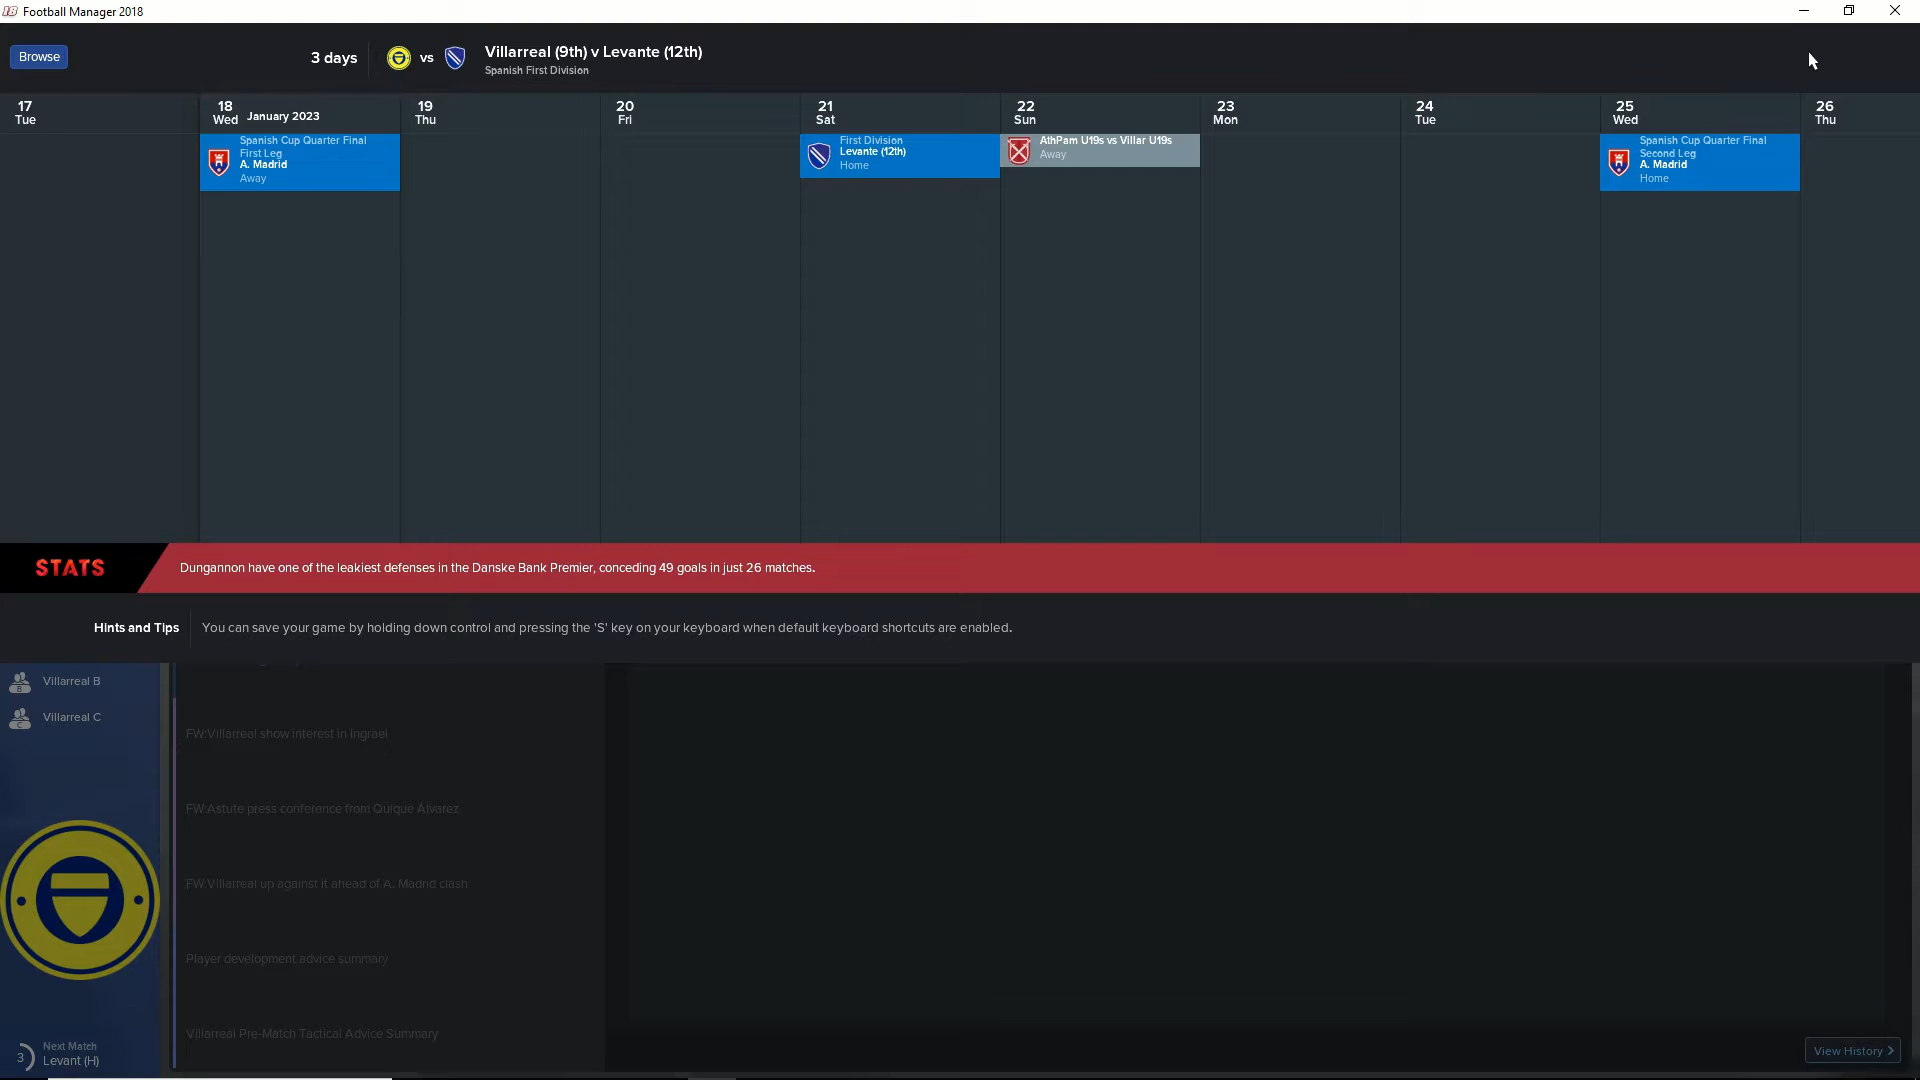 Football Manager 2018
Browse
3 days
vs
Villarreal (9th) v Levante (12th)
Spanish First Division
17
Tue
18
Wed January 2023
19
Thu
20
Fri
21
Sat
22
Sun
23
Mon
24
Tue
25
Wed
26
Thu
Spanish Cup Quarter Final
First Leg
A. Madrid
Away
First Division
Levante (12th)
Home
AthPam U19s vs Villar U19s
Away
Spanish Cup Quarter Final
Second Leg
A. Madrid
Home
STATS
Dungannon have one of the leakiest defenses in the Danske Bank Premier, conceding 49 goals in just 26 matches.
Hints and Tips
You can save your game by holding down control and pressing the 'S' key on your keyboard when default keyboard shortcuts are enabled.
Villarreal B
Villarreal C
FW:Villarreal show interest in Ingrael
FW:Astute press conference from Quique Álvarez
FW:Villarreal up against it ahead of A. Madrid clash
Player development advice summary
Villarreal Pre-Match Tactical Advice Summary
3
Next Match
Levant (H)
View History